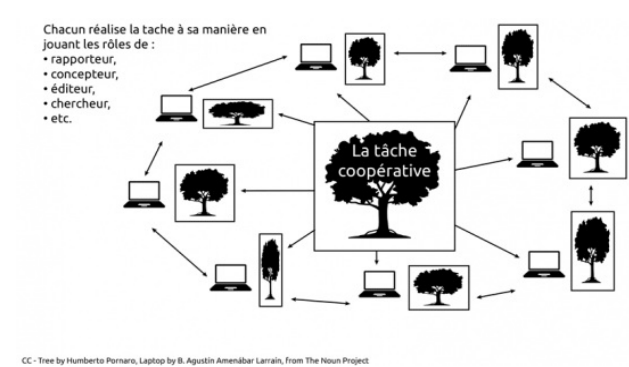 Chacun réalise la tache à sa manière en
jouant les rôles de :
• rapporteur,
• concepteur,
• éditeur,
• chercheur,
• etc.
La tâche
coopérative
CC - Tree by Humberto Pornaro, Laptop by B. Agustín Amenábar Larraín, from The Noun Project